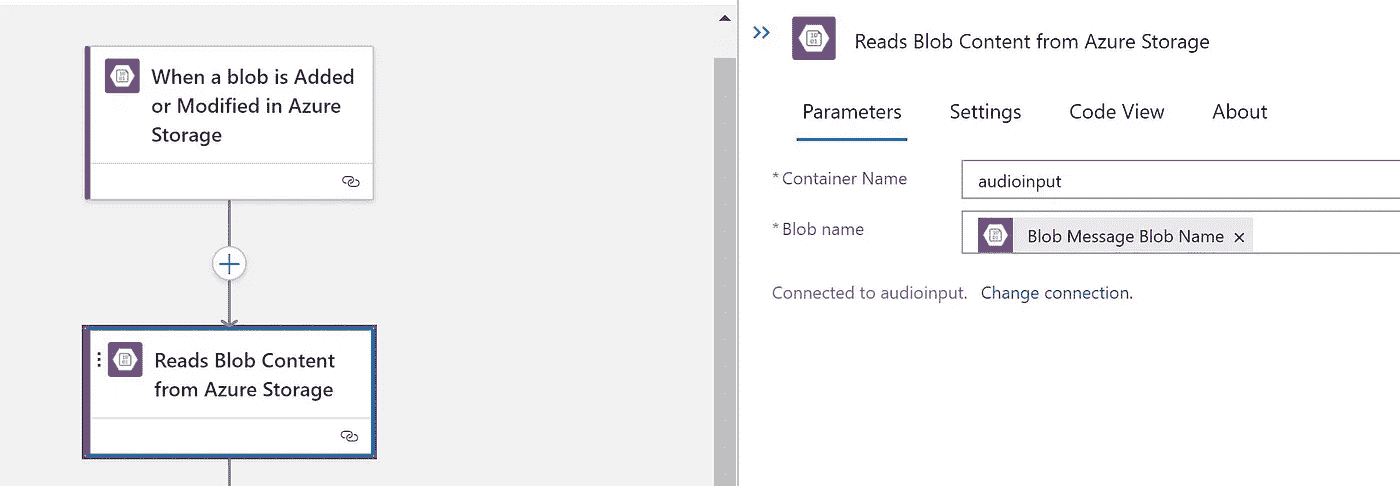 When a blob is Added
or Modified in Azure
Storage
Reads Blob Content
from Azure Storage
Reads Blob Content from Azure Storage
Parameters Settings Code View About
* Container Name audioinput
* Blob name Blob Message Blob Name ×
Connected to audioinput. Change connection.